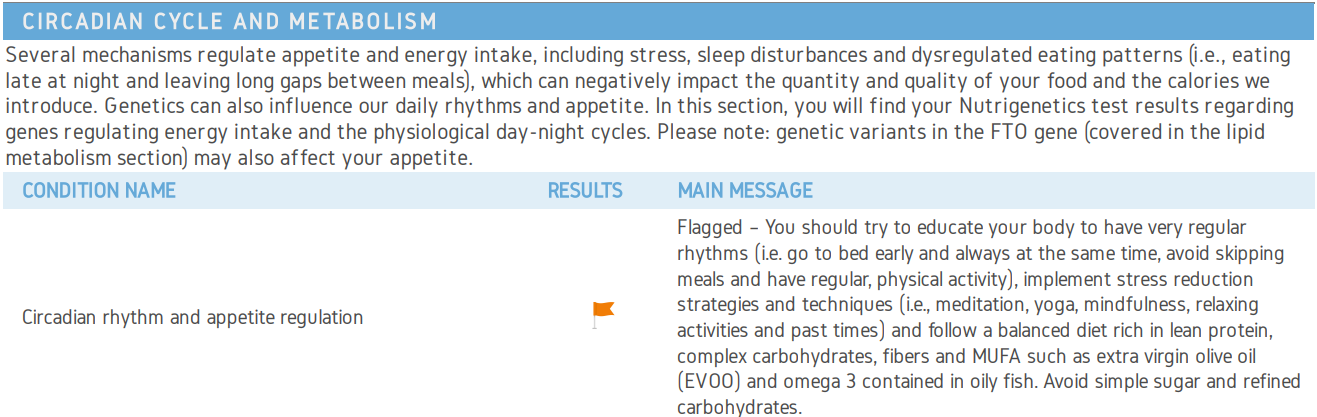 CIRCADIAN CYCLE AND METABOLISM
Several mechanisms regulate appetite and energy intake, including stress, sleep disturbances and dysregulated eating patterns (i.e., eating
late at night and leaving long gaps between meals), which can negatively impact the quantity and quality of your food and the calories we
introduce. Genetics can also influence our daily rhythms and appetite. In this section, you will find your Nutrigenetics test results regarding
genes regulating energy intake and the physiological day-night cycles. Please note: genetic variants in the FTO gene (covered in the lipid
metabolism section) may also affect your appetite.
CONDITION NAME RESULTS MAIN MESSAGE
Flagged – You should try to educate your body to have very regular
rhythms (i.e. go to bed early and always at the same time, avoid skipping
meals and have regular, physical activity), implement stress reduction
strategies and techniques (i.e., meditation, yoga, mindfulness, relaxing
Circadian rhythm and appetite regulation
activities and past times) and follow a balanced diet rich in lean protein,
complex carbohydrates, fibers and MUFA such as extra virgin olive oil
(EVOO) and omega 3 contained in oily fish. Avoid simple sugar and refined
carbohydrates.